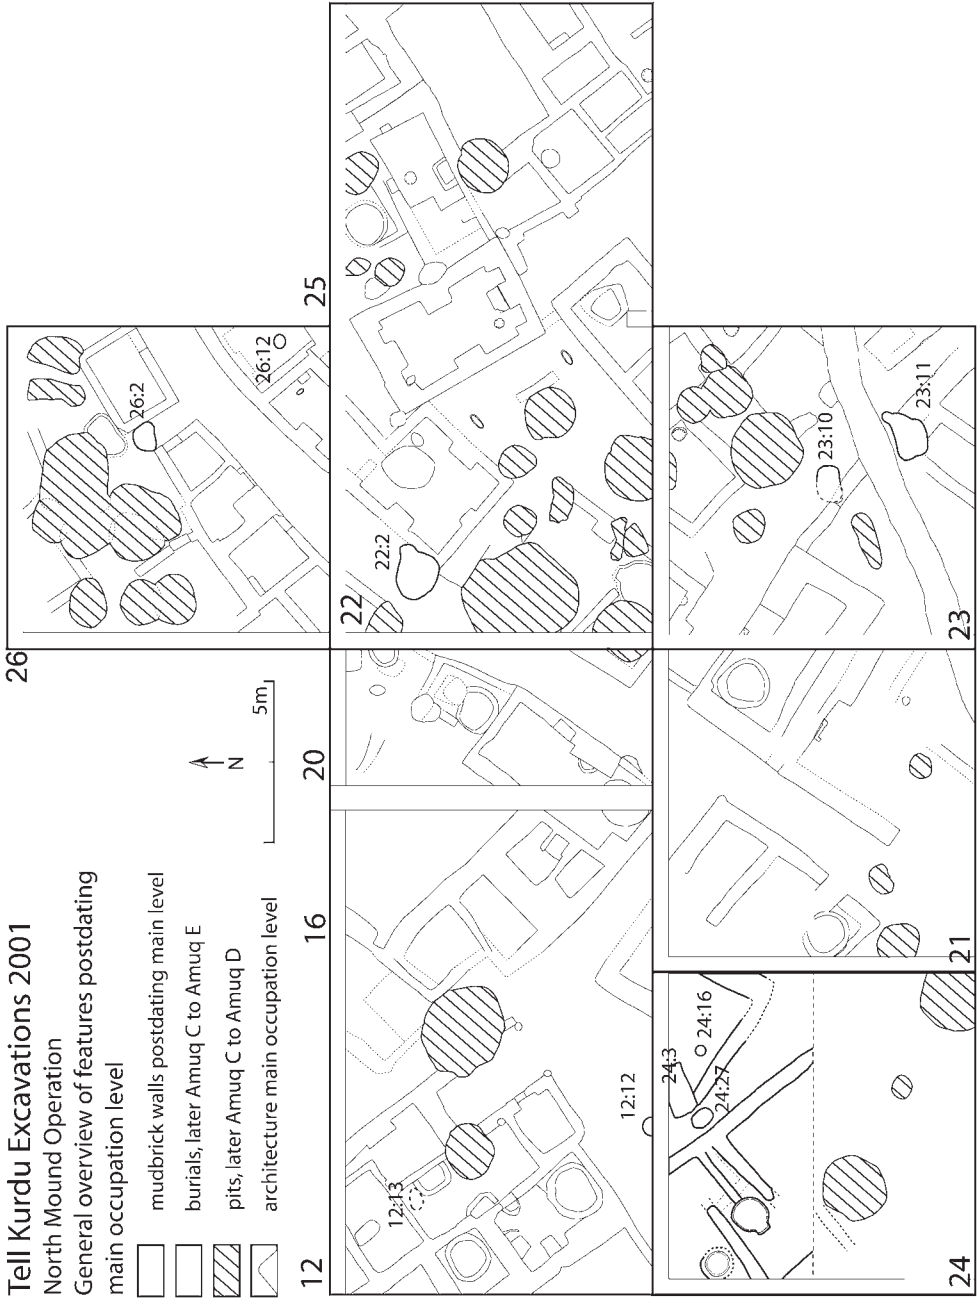 Tell Kurdu Excavations 2001
North Mound Operation
General overview of features postdating
main occupation level
mudbrick walls postdating main level
burials, later Amuq C to Amuq E
pits, later Amuq C to Amuq D
architecture main occupation level
N
5m
26
26:2
26:12
12
16
20
22
25
12:13
12:12
22:2
24
21
23
24:3
24:16
24:27
23:10
23:11